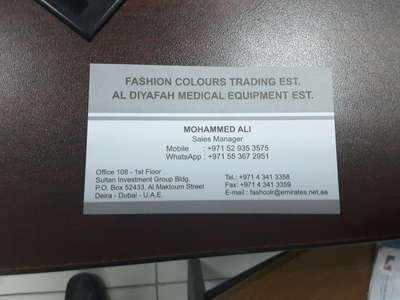 FASHION COLOURS TRADING EST.
AL DIYAFAH MEDICAL EQUIPMENT EST.
MOHAMMED ALI
Sales Manager
Mobile : +971 52 935 3575
WhatsApp : +971 55 367 2951
Office 108 - 1st Floor
Sultan Investment Group Bldg.
P.O. Box 52433, Al Maktoum Street
Deira - Dubai - U.A.E.
Tel.: +971 4 341 3358
Fax: +971 4 341 3359
E-mail : fashcolr@emirates.net.ae